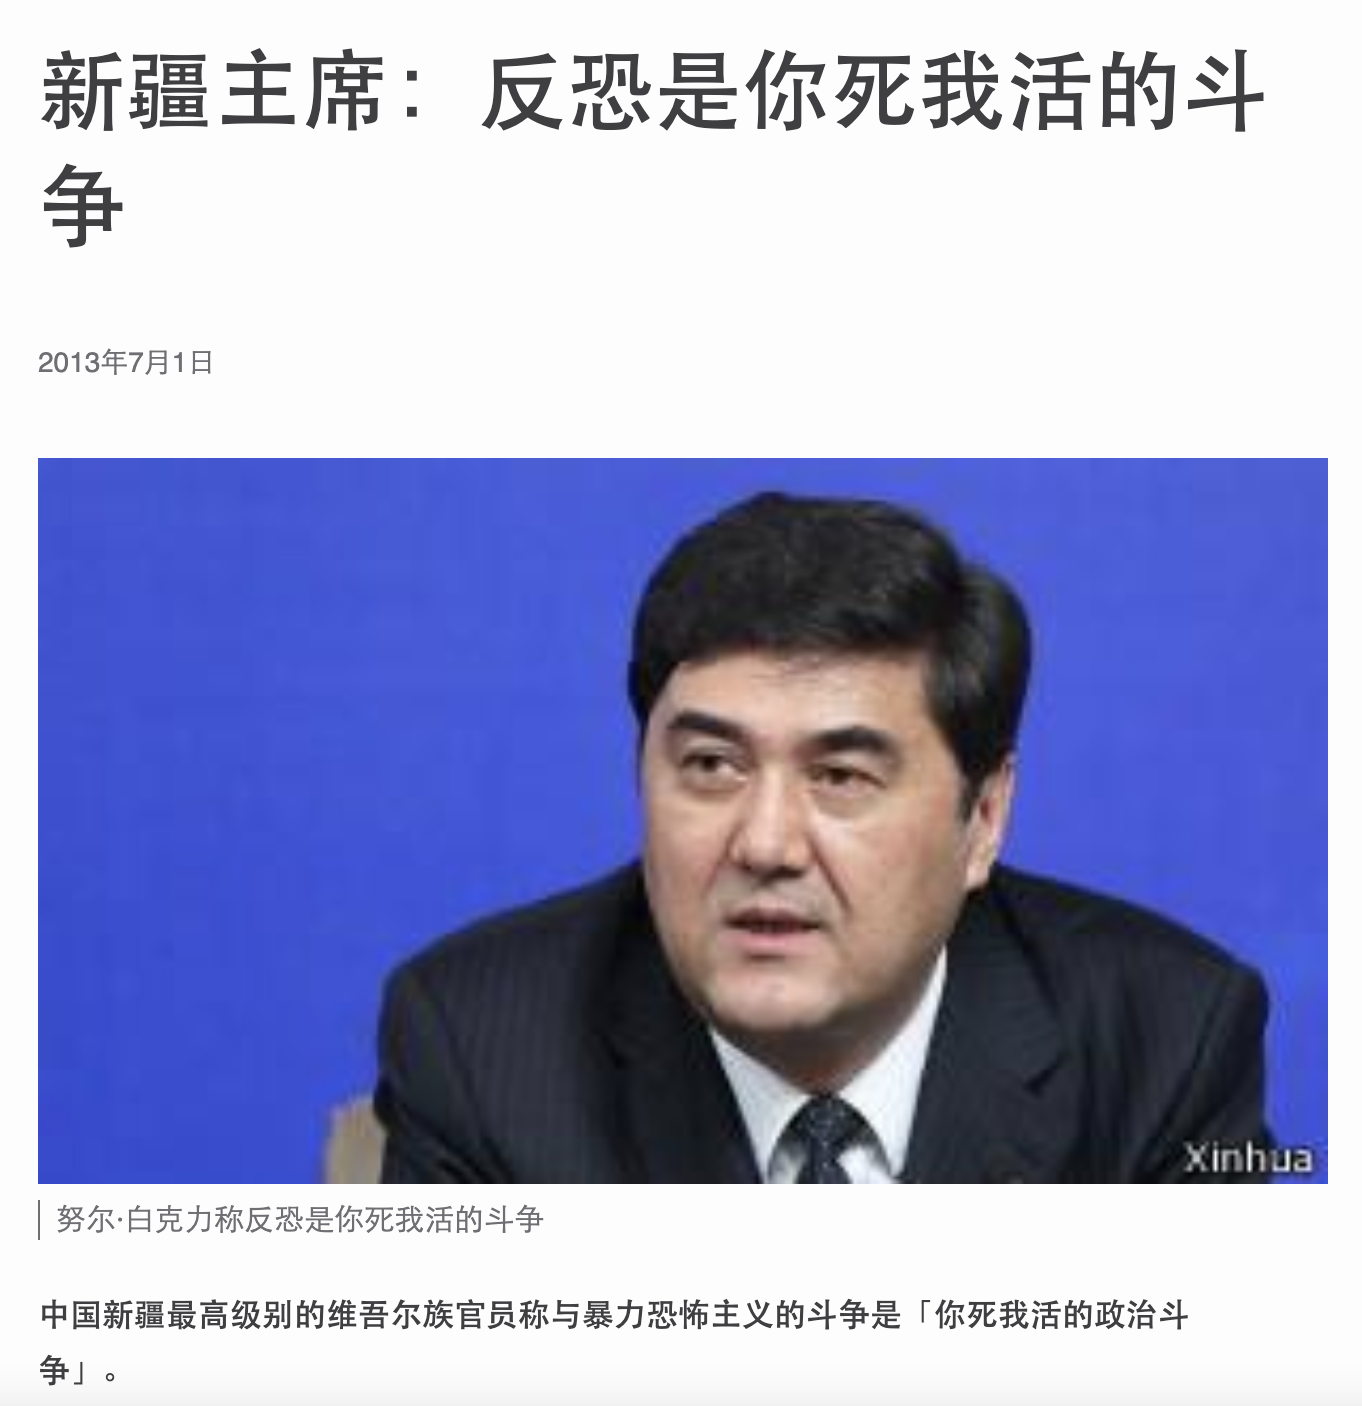 新疆主席：反恐是你死我活的斗
争
2013年7月1日
Xinhua
努尔·白克力称反恐是你死我活的斗争
中国新疆最高级别的维吾尔族官员称与暴力恐怖主义的斗争是「你死我活的政治斗
争」。